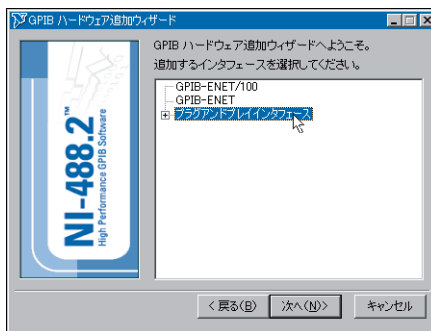 GPIB ハードウェア追加ウィザード
GPIB ハードウェア追加ウィザードへようこそ。
追加するインタフェースを選択してください。
GPIB-ENET/100
GPIB-ENET
プラグアンドプレイインタフェース
NI-488.2™
High Performance GPIB Software
< 戻る(B)
次へ(N)>
キャンセル